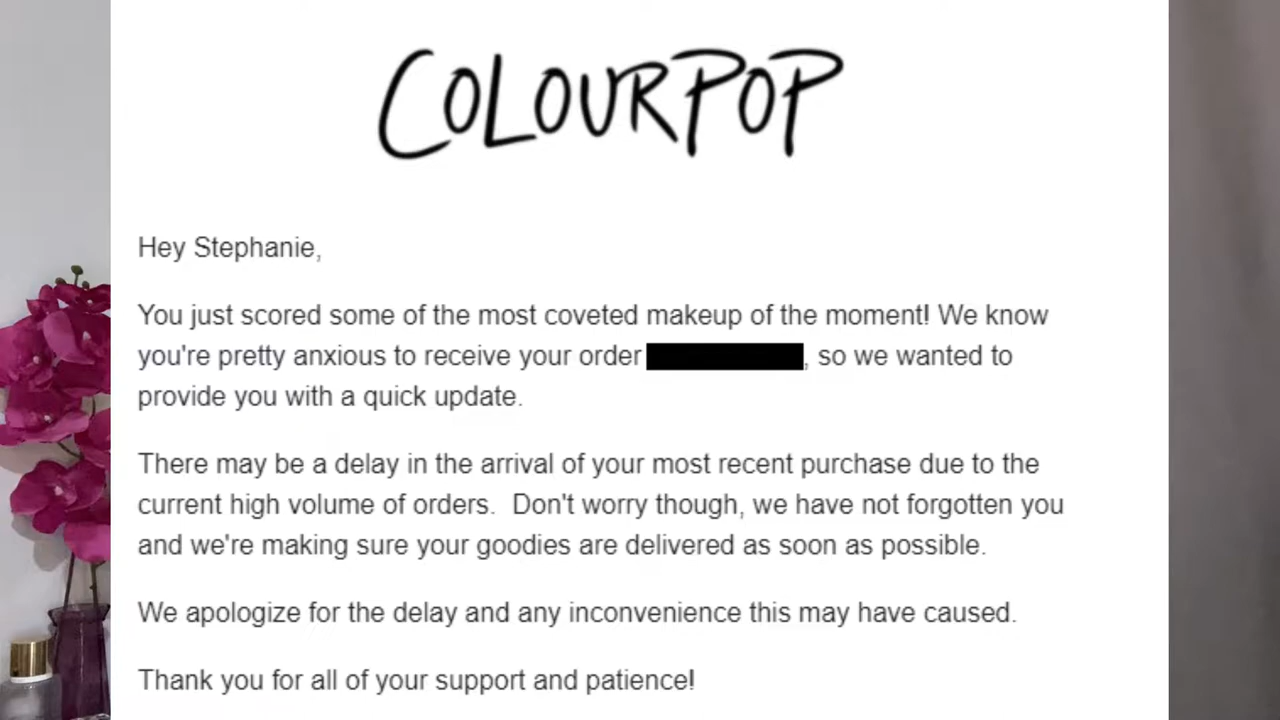 COLOURPOP
Hey Stephanie,
You just scored some of the most coveted makeup of the moment! We know
you're pretty anxious to receive your order , so we wanted to
provide you with a quick update.
There may be a delay in the arrival of your most recent purchase due to the
current high volume of orders.  Don't worry though, we have not forgotten you
and we're making sure your goodies are delivered as soon as possible.
We apologize for the delay and any inconvenience this may have caused.
Thank you for all of your support and patience!